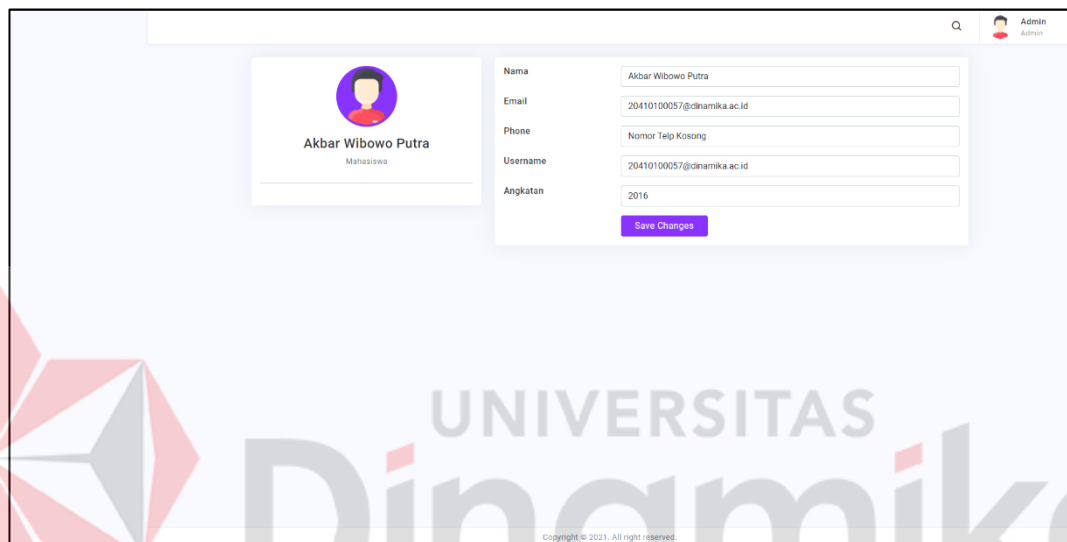 Admin
Admin
Akbar Wibowo Putra
Mahasiswa
Nama
Akbar Wibowo Putra
Email
20410100057@dinamika.ac.id
Phone
Nomor Telp Kosong
Username
20410100057@dinamika.ac.id
Angkatan
2016
Save Changes
UNIVERSITAS
Dinamika
Copyright © 2021. All right reserved.